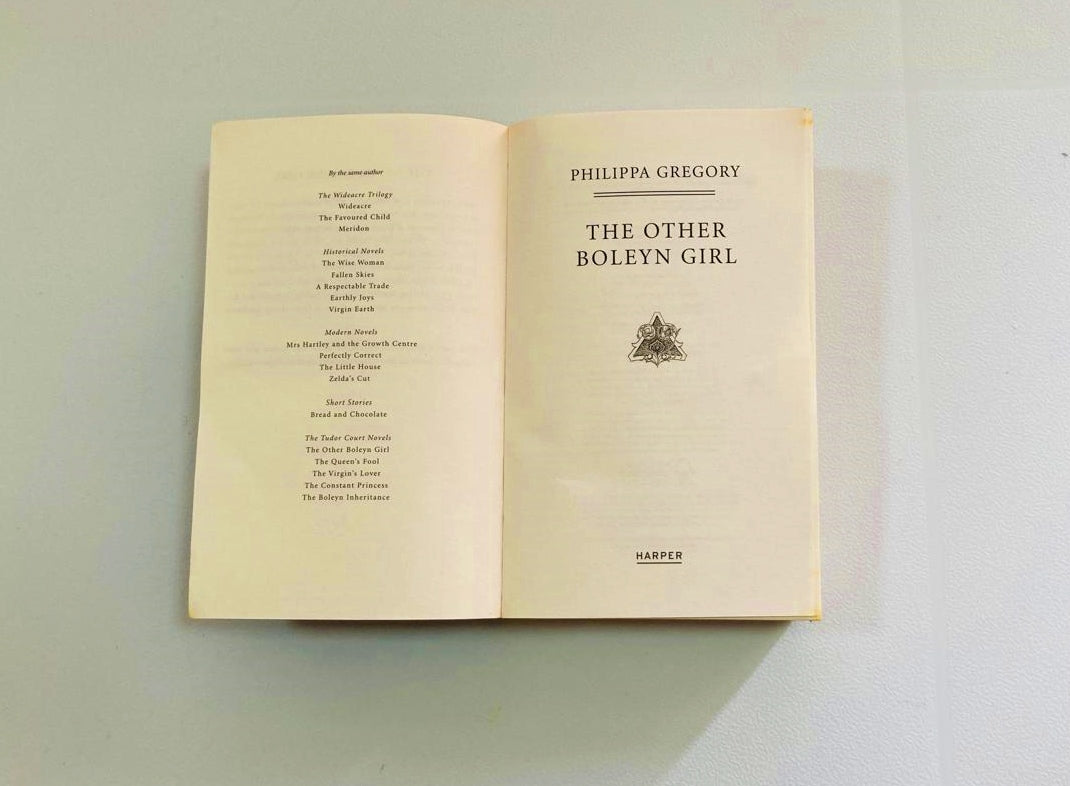 By the same author
The Wideacre Trilogy
Wideacre
The Favoured Child
Meridon
Historical Novels
The Wise Woman
Fallen Skies
A Respectable Trade
Earthly Joys
Virgin Earth
Modern Novels
Mrs Hartley and the Growth Centre
Perfectly Correct
The Little House
Zelda's Cut
Short Stories
Bread and Chocolate
The Tudor Court Novels
The Other Boleyn Girl
The Queen's Fool
The Virgin's Lover
The Constant Princess
The Boleyn Inheritance
PHILIPPA GREGORY
THE OTHER
BOLEYN GIRL
HARPER